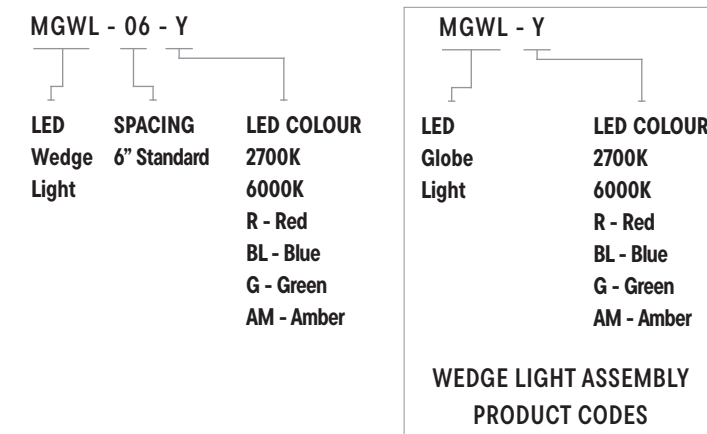 MGWL - 06 - Y
LED
Wedge
Light
SPACING
6” Standard
LED COLOUR
2700K
6000K
R - Red
BL - Blue
G - Green
AM - Amber
MGWL - Y
LED
Globe
Light
LED COLOUR
2700K
6000K
R - Red
BL - Blue
G - Green
AM - Amber
WEDGE LIGHT ASSEMBLY
PRODUCT CODES